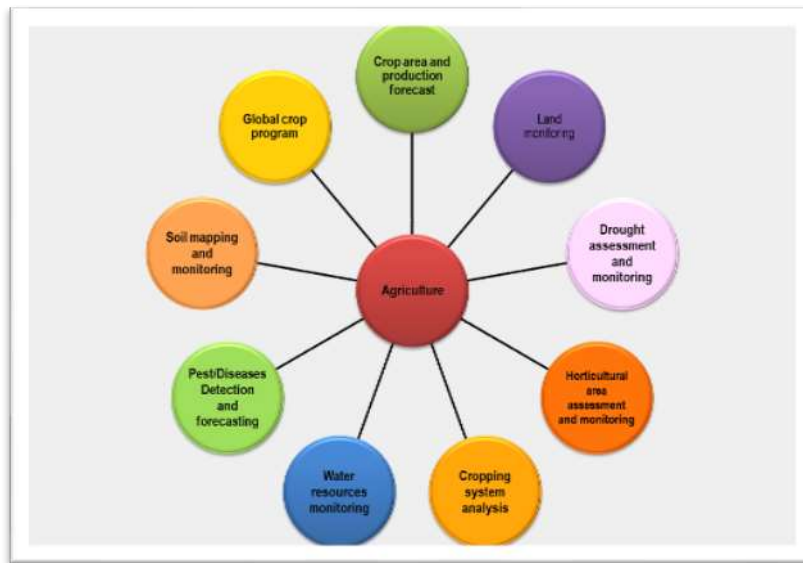 Crop area and
production
forecast
Land
monitoring
Drought
assessment
and
monitoring
Horticultural
area
assessment
and monitoring
Cropping
system
analysis
Water
resources
monitoring
Pest/Diseases
Detection
and
forecasting
Soil mapping
and
monitoring
Global crop
program
Agriculture